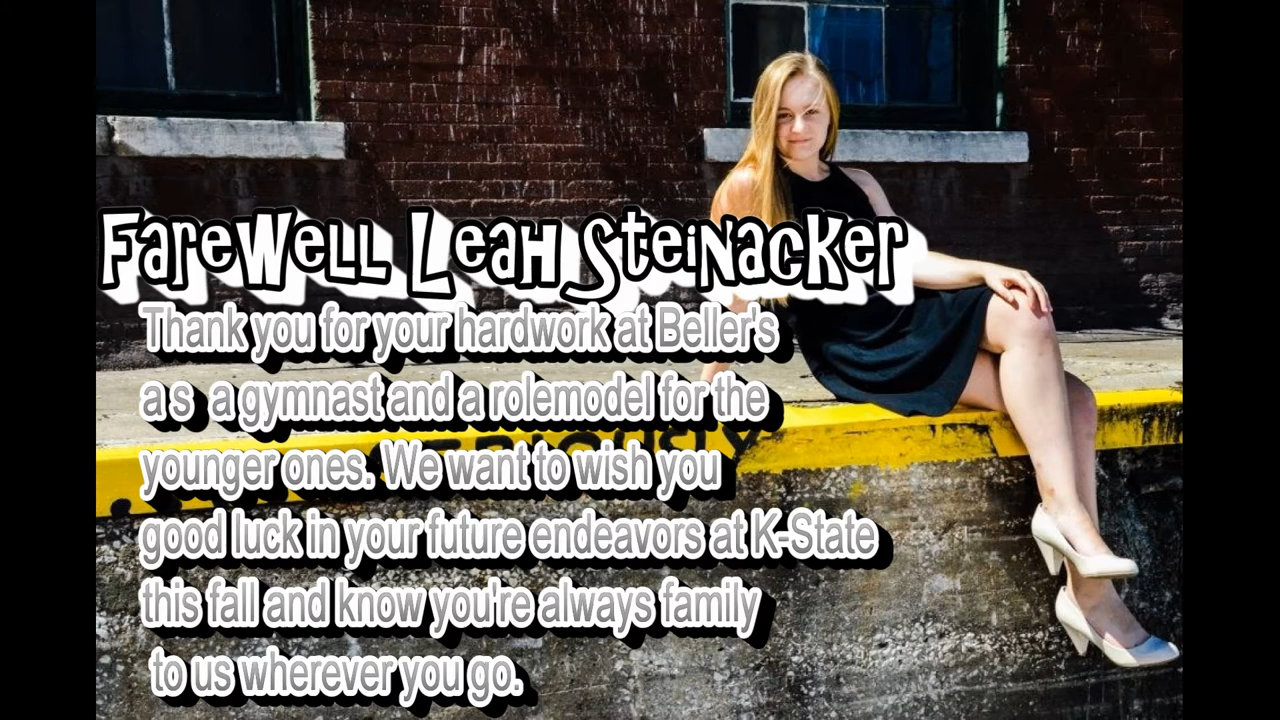 Farewell Leah Steinacker
Thank you for your hardwork at Beller's
a s a gymnast and a rolemodel for the
younger ones. We want to wish you
good luck in your future endeavors at K-State
this fall and know you're always family
to us wherever you go.